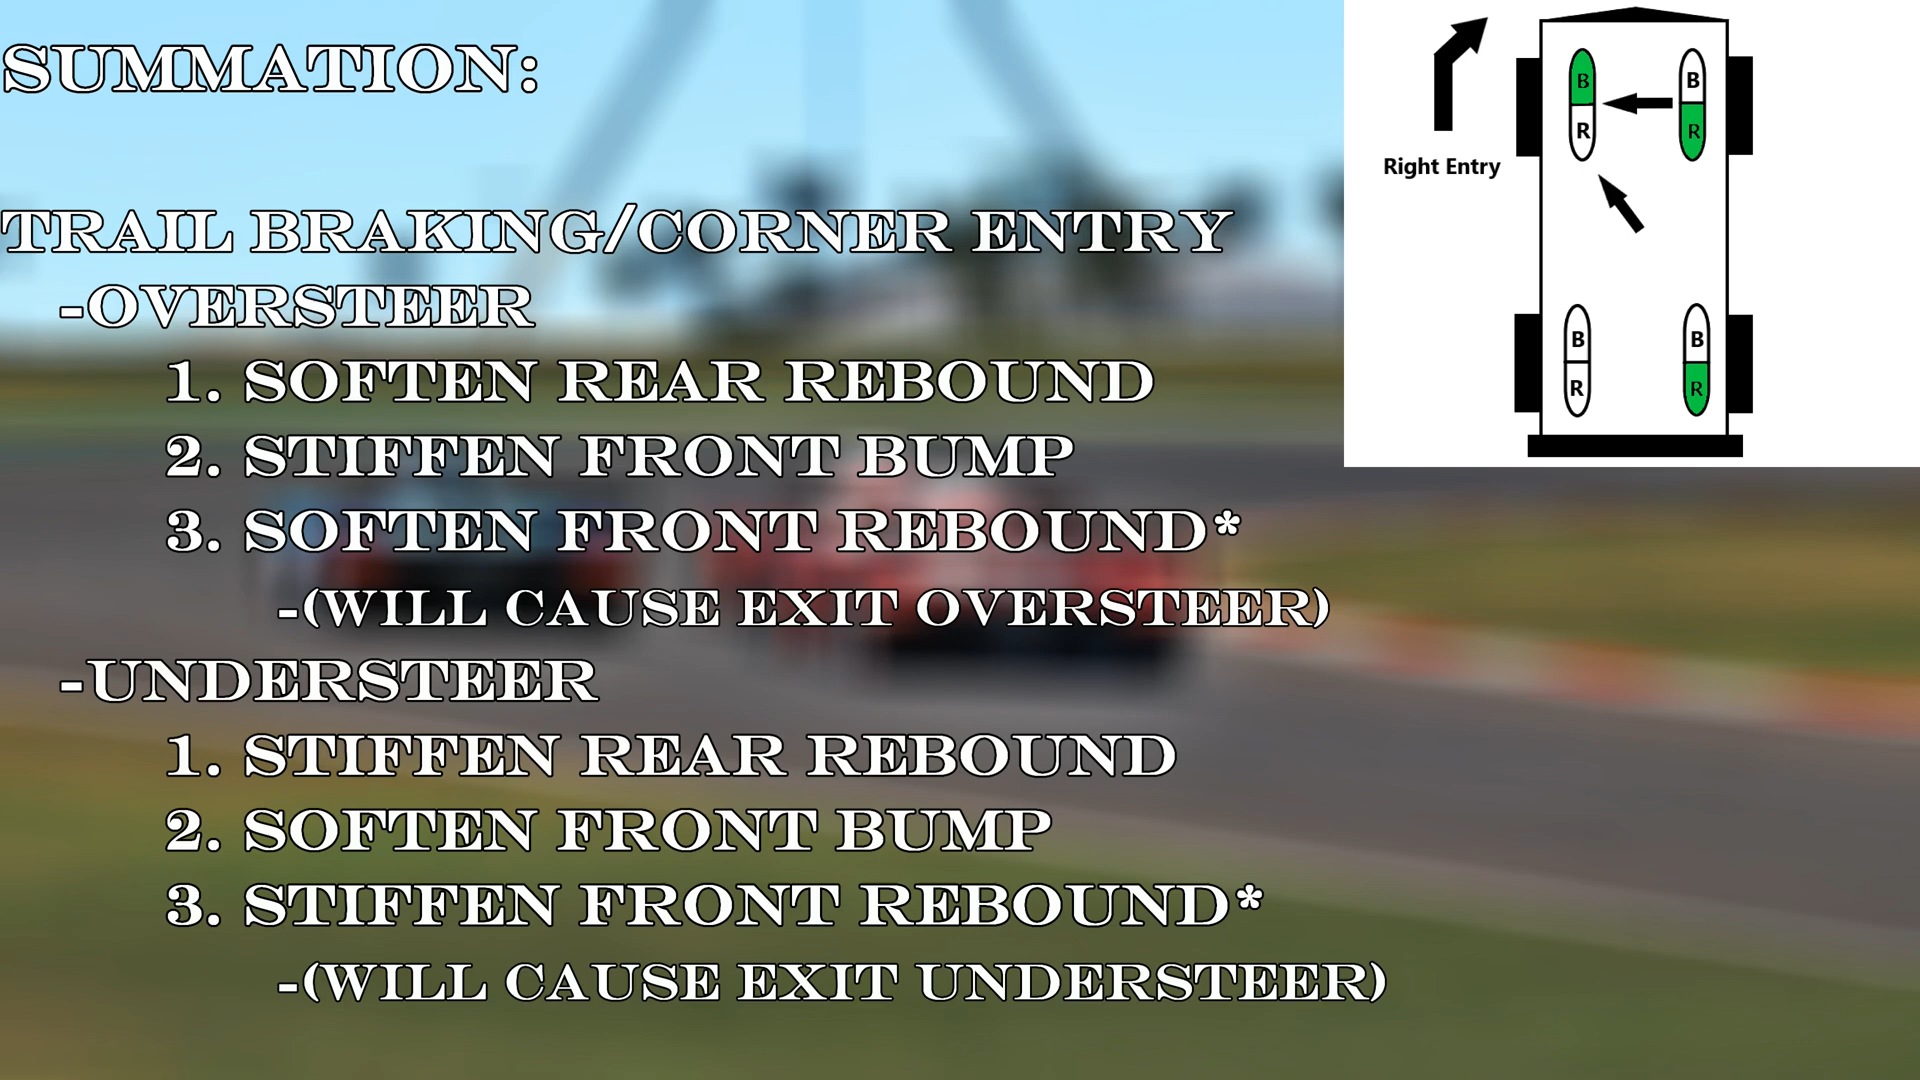 SUMMATION:
TRAIL BRAKING/CORNER ENTRY
-OVERSTEER
1. SOFTEN REAR REBOUND
2. STIFFEN FRONT BUMP
3. SOFTEN FRONT REBOUND*
-(WILL CAUSE EXIT OVERSTEER)
-UNDERSTEER
1. STIFFEN REAR REBOUND
2. SOFTEN FRONT BUMP
3. STIFFEN FRONT REBOUND*
-(WILL CAUSE EXIT UNDERSTEER)
Right Entry
B B
R R
B B
R R